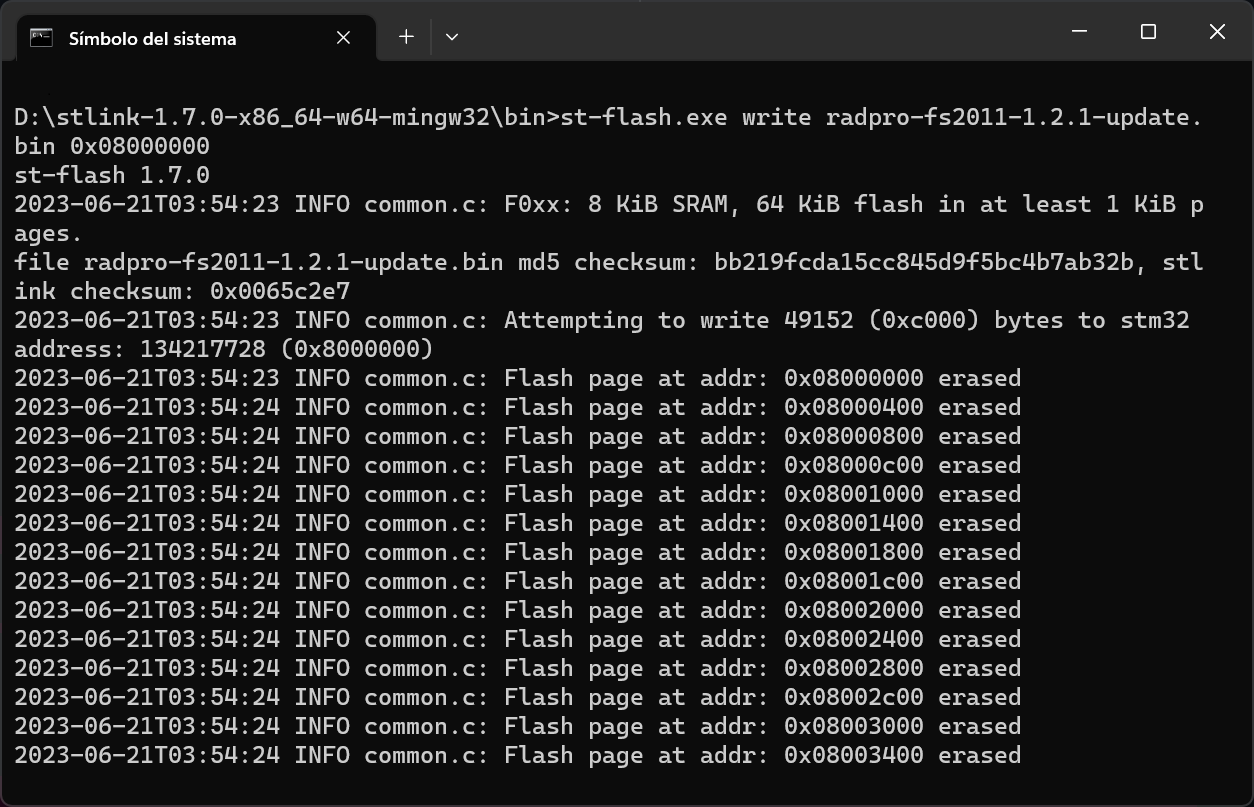 Símbolo del sistema
D:\stlink-1.7.0-x86_64-w64-mingw32\bin>st-flash.exe write radpro-fs2011-1.2.1-update.
bin 0x08000000
st-flash 1.7.0
2023-06-21T03:54:23 INFO common.c: F0xx: 8 KiB SRAM, 64 KiB flash in at least 1 KiB p
ages.
file radpro-fs2011-1.2.1-update.bin md5 checksum: bb219fcda15cc845d9f5bc4b7ab32b, stl
ink checksum: 0x0065c2e7
2023-06-21T03:54:23 INFO common.c: Attempting to write 49152 (0xc000) bytes to stm32
address: 134217728 (0x8000000)
2023-06-21T03:54:23 INFO common.c: Flash page at addr: 0x08000000 erased
2023-06-21T03:54:24 INFO common.c: Flash page at addr: 0x08000400 erased
2023-06-21T03:54:24 INFO common.c: Flash page at addr: 0x08000800 erased
2023-06-21T03:54:24 INFO common.c: Flash page at addr: 0x08000c00 erased
2023-06-21T03:54:24 INFO common.c: Flash page at addr: 0x08001000 erased
2023-06-21T03:54:24 INFO common.c: Flash page at addr: 0x08001400 erased
2023-06-21T03:54:24 INFO common.c: Flash page at addr: 0x08001800 erased
2023-06-21T03:54:24 INFO common.c: Flash page at addr: 0x08001c00 erased
2023-06-21T03:54:24 INFO common.c: Flash page at addr: 0x08002000 erased
2023-06-21T03:54:24 INFO common.c: Flash page at addr: 0x08002400 erased
2023-06-21T03:54:24 INFO common.c: Flash page at addr: 0x08002800 erased
2023-06-21T03:54:24 INFO common.c: Flash page at addr: 0x08002c00 erased
2023-06-21T03:54:24 INFO common.c: Flash page at addr: 0x08003000 erased
2023-06-21T03:54:24 INFO common.c: Flash page at addr: 0x08003400 erased